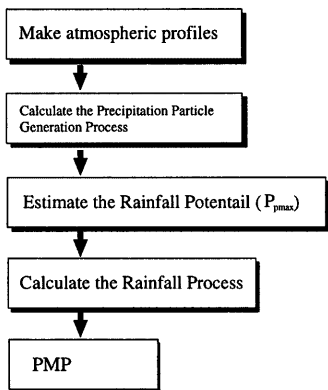 Make atmospheric profiles
Calculate the Precipitation Particle
Generation Process
Estimate the Rainfall Potentail (Ppmax)
Calculate the Rainfall Process
PMP